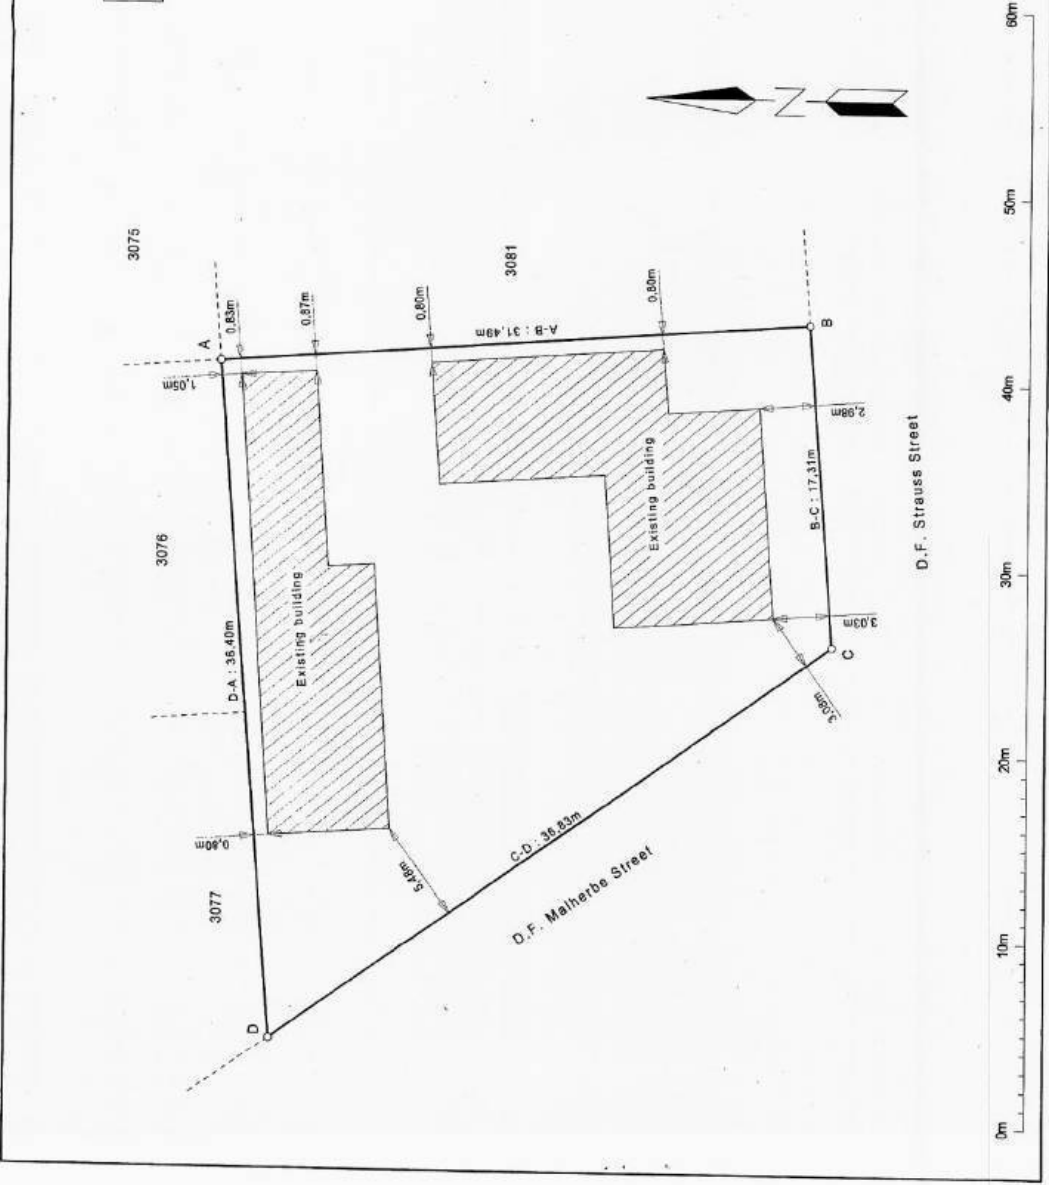 60m
3075
A
0,83m
3081
50m
0,87m
0,80m
0,80m
A-B : 31,49m
1,05m
B
40m
2,98m
3076
Existing building
B-C : 17,31m
D.F. Strauss Street
Existing building
30m
D-A : 36,40m
3,03m
C
3,08m
20m
0,80m
C-D : 36,83m
5,48m
D.F. Malherbe Street
3077
10m
D
0m
N